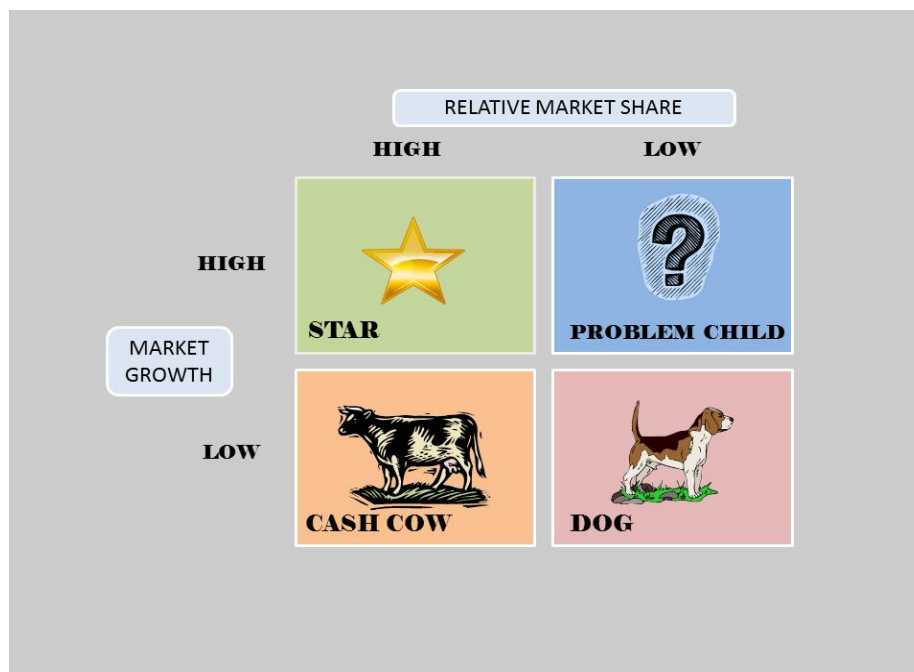 RELATIVE MARKET SHARE
HIGH LOW
HIGH
STAR
?
PROBLEM CHILD
MARKET
GROWTH
LOW
CASH COW
DOG